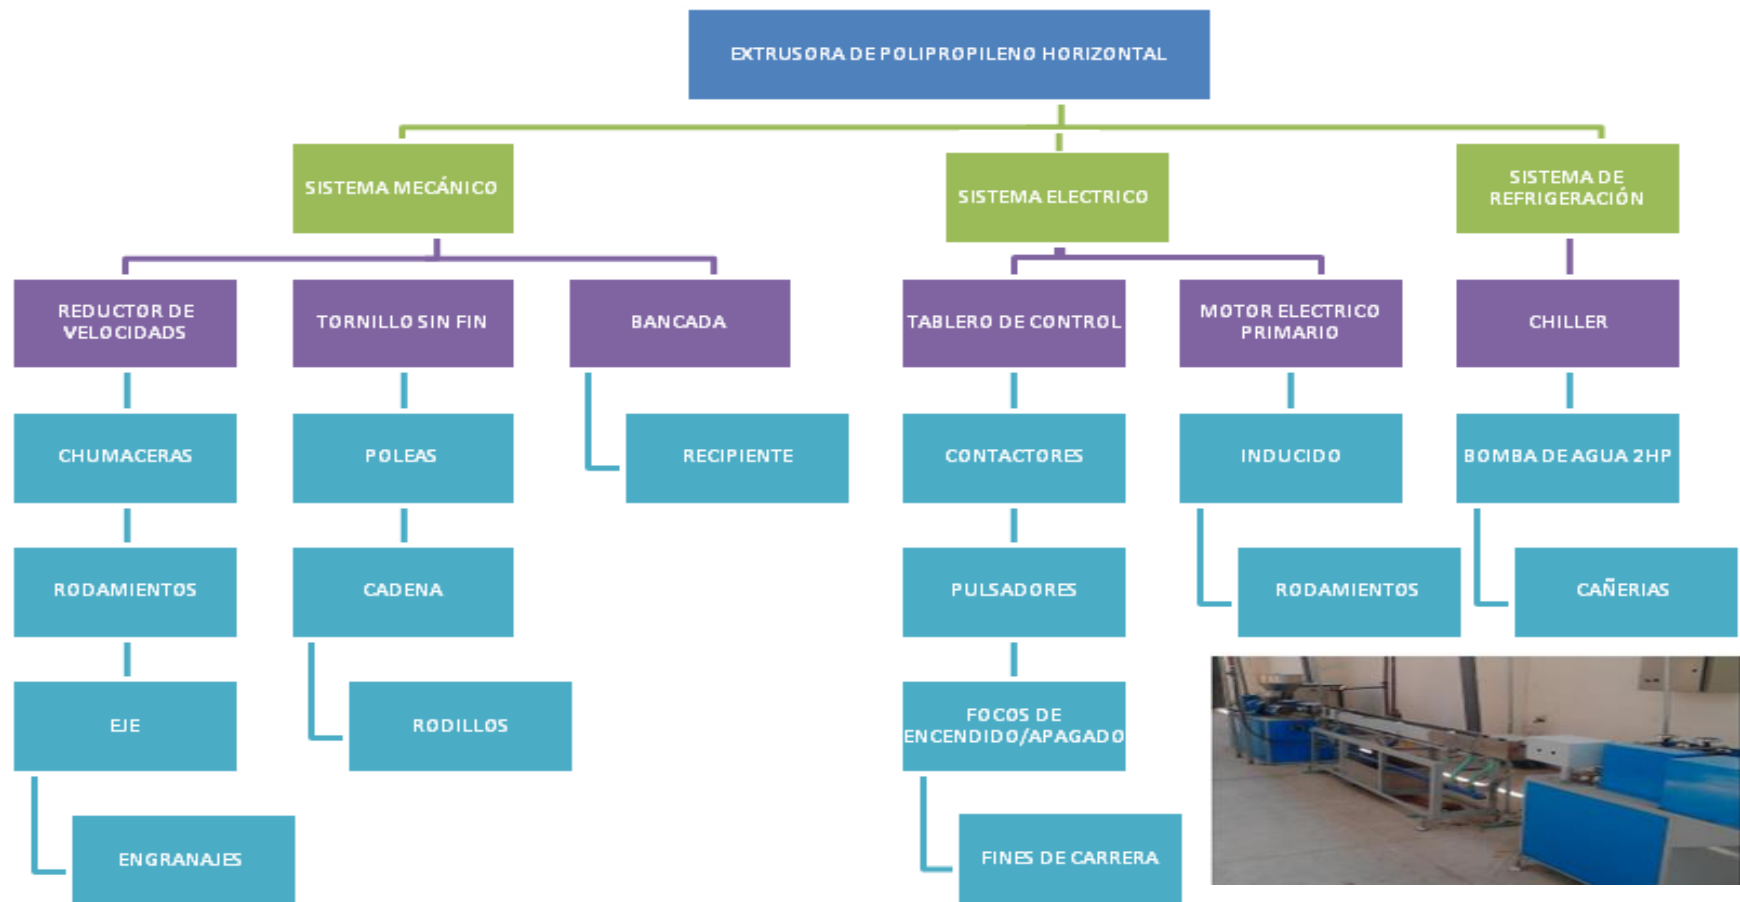 EXTRUSORA DE POLIPROPILENO HORIZONTAL
SISTEMA MECÁNICO
SISTEMA ELECTRICO
SISTEMA DE
REFRIGERACIÓN
REDUCTOR DE
VELOCIDADS
TORNILLO SIN FIN
BANCADA
TABLERO DE CONTROL
MOTOR ELECTRICO
PRIMARIO
CHILLER
CHUMACERAS
POLEAS
RECIPIENTE
CONTACTORES
INDUCIDO
BOMBA DE AGUA 2HP
RODAMIENTOS
CADENA
PULSADORES
RODAMIENTOS
CAÑERIAS
EJE
RODILLOS
FOCOS DE
ENCENDIDO/APAGADO
ENGRANAJES
FINES DE CARRERA